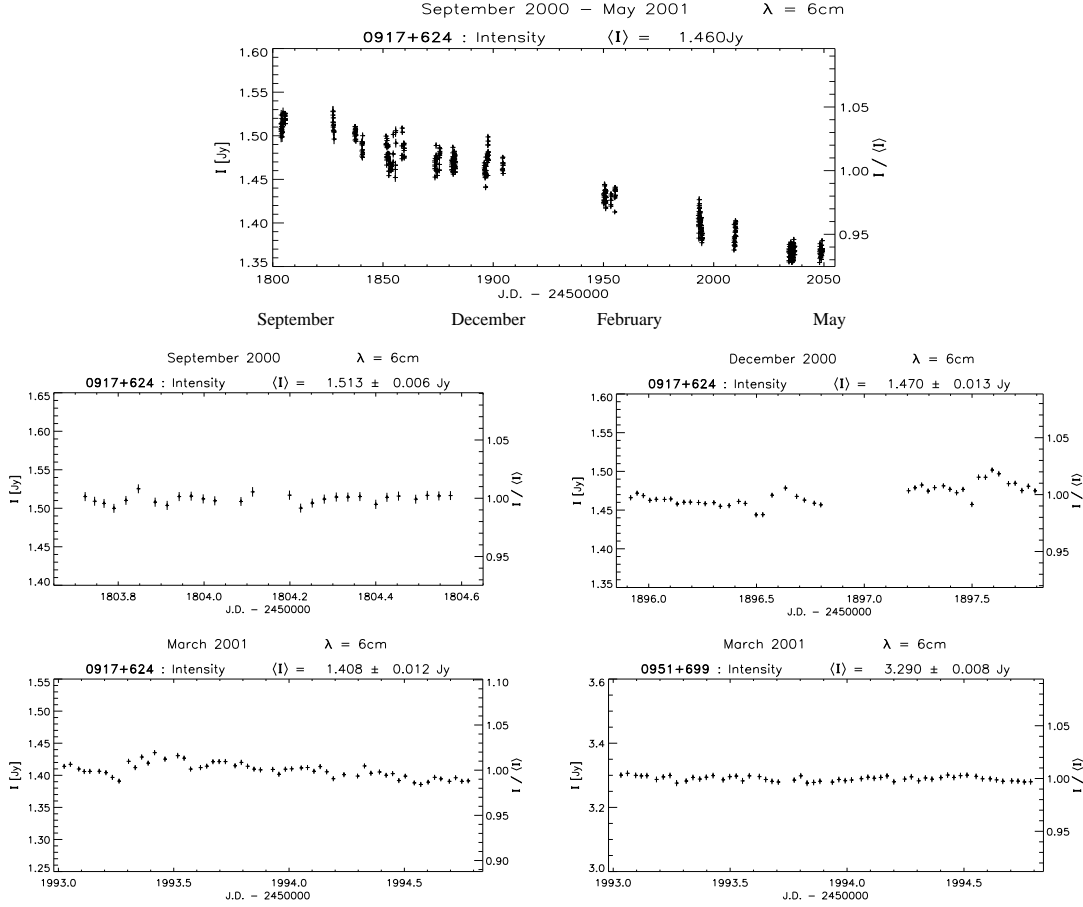 September 2000 – May 2001 λ = 6cm
0917+624 : Intensity ⟨I⟩ = 1.460Jy
1.60
1.55
1.50
1.45
1.40
1.35
I [Jy]
1.05
1.00
0.95
I / ⟨I⟩
1800 1850 1900 1950 2000 2050
J.D. – 2450000
September December February May
September 2000 λ = 6cm
0917+624 : Intensity ⟨I⟩ = 1.513 ± 0.006 Jy
1.65
1.60
1.55
1.50
1.50
1.40
I [Jy]
1.05
1.00
0.95
I / ⟨I⟩
1803.8 1804.0 1804.2 1804.4 1804.6
J.D. – 2450000
December 2000 λ = 6cm
0917+624 : Intensity ⟨I⟩ = 1.470 ± 0.013 Jy
1.60
1.55
1.50
1.45
1.40
1.35
I [Jy]
1.05
1.00
0.95
I / ⟨I⟩
1896.0 1896.5 1897.0 1897.5
J.D. – 2450000
March 2001 λ = 6cm
0917+624 : Intensity ⟨I⟩ = 1.408 ± 0.012 Jy
1.55
1.50
1.45
1.40
1.35
1.30
1.25
I [Jy]
1.10
1.05
1.00
0.95
0.90
I / ⟨I⟩
1993.0 1993.5 1994.0 1994.5
J.D. – 2450000
March 2001 λ = 6cm
0951+699 : Intensity ⟨I⟩ = 3.290 ± 0.008 Jy
3.6
3.4
3.2
3.0
I [Jy]
1.05
1.00
0.95
I / ⟨I⟩
1993.0 1993.5 1994.0 1994.5
J.D. – 2450000